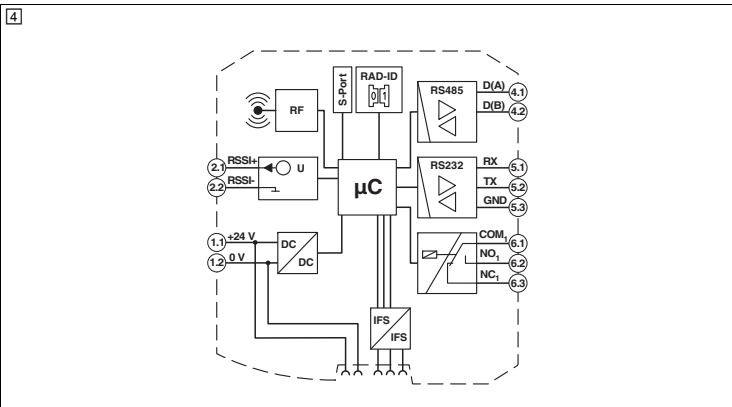 4
S-Port
RAD-ID
0 1
RF
RS485
D(A)
4.1
D(B)
4.2
2.1
RSSI+
U
2.2
RSSI-
µC
RS232
RX
5.1
TX
5.2
GND
5.3
1.1
+24 V
1.2
0 V
DC
DC
COM1
6.1
NO1
6.2
NC1
6.3
IFS
IFS